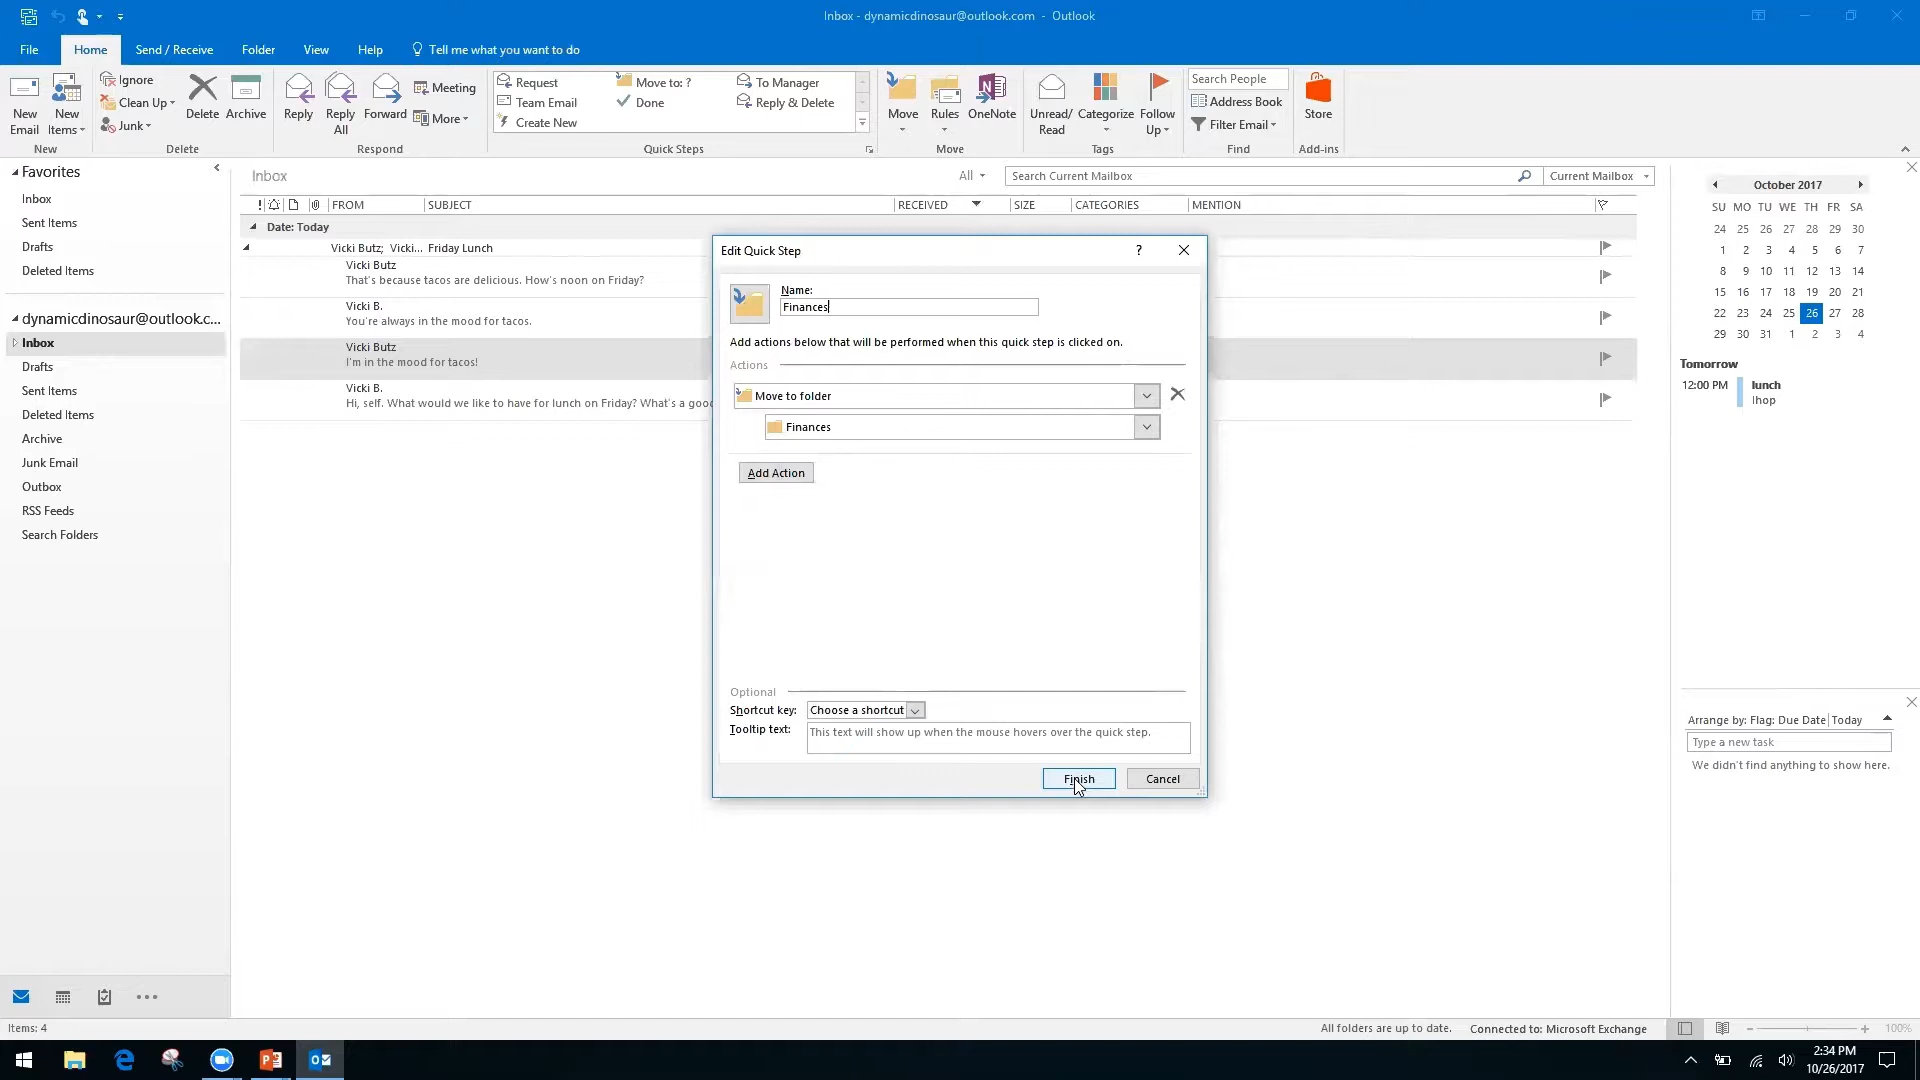 Inbox - dynamicdinosaur@outlook.com - Outlook
File Home Send / Receive Folder View Help Tell me what you want to do
New Email
New Items
New
Ignore
Clean Up
Junk
Delete
Archive
Delete
Reply
Reply All
Forward
Meeting
More
Respond
Request
Team Email
Create New
Move to: ?
Done
To Manager
Reply & Delete
Quick Steps
Move
Rules
OneNote
Move
Unread/ Read
Categorize
Follow Up
Tags
Search People
Address Book
Filter Email
Find
Store
Add-ins
Favorites
Inbox
Sent Items
Drafts
Deleted Items
dynamicdinosaur@outlook.c...
Inbox
Drafts
Sent Items
Deleted Items
Archive
Junk Email
Outbox
RSS Feeds
Search Folders
Inbox
All
Search Current Mailbox
Current Mailbox
! FROM SUBJECT RECEIVED SIZE CATEGORIES MENTION
Date: Today
Vicki Butz; Vicki... Friday Lunch
Vicki Butz
That's because tacos are delicious. How's noon on Friday?
Vicki B.
You're always in the mood for tacos.
Vicki Butz
I'm in the mood for tacos!
Vicki B.
Hi, self. What would we like to have for lunch on Friday? What's a good
Edit Quick Step ?
Name:
Finances
Add actions below that will be performed when this quick step is clicked on.
Actions
Move to folder
Finances
Add Action
Optional
Shortcut key: Choose a shortcut
Tooltip text: This text will show up when the mouse hovers over the quick step.
Finish Cancel
October 2017
SU MO TU WE TH FR SA
24 25 26 27 28 29 30
1 2 3 4 5 6 7
8 9 10 11 12 13 14
15 16 17 18 19 20 21
22 23 24 25 26 27 28
29 30 31 1 2 3 4
Tomorrow
12:00 PM lunch
Ihop
Arrange by: Flag: Due Date Today
Type a new task
We didn't find anything to show here.
Items: 4
All folders are up to date. Connected to: Microsoft Exchange 100%
2:34 PM
10/26/2017